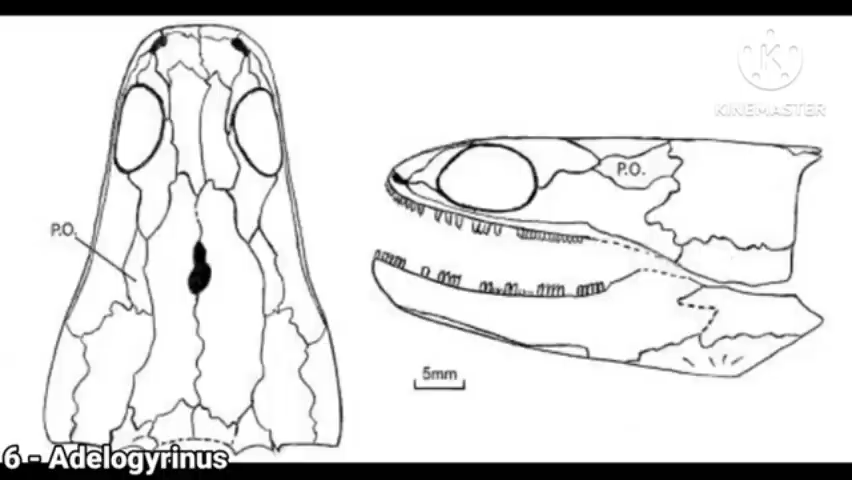 K
KINEMASTER
P.O.
P.O.
5mm
6 - Adelogyrinus